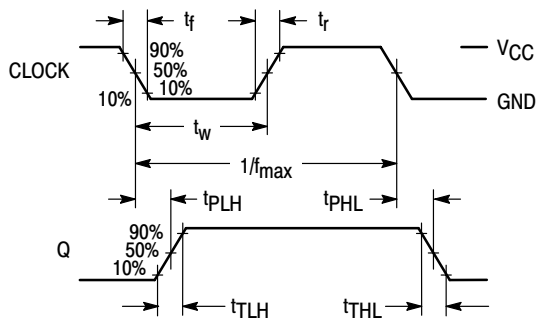 tf tr
90% VCC
CLOCK 50%
10% 10% GND
tw
1/fmax
tPLH tPHL
90%
Q 50%
10%
tTLH tTHL